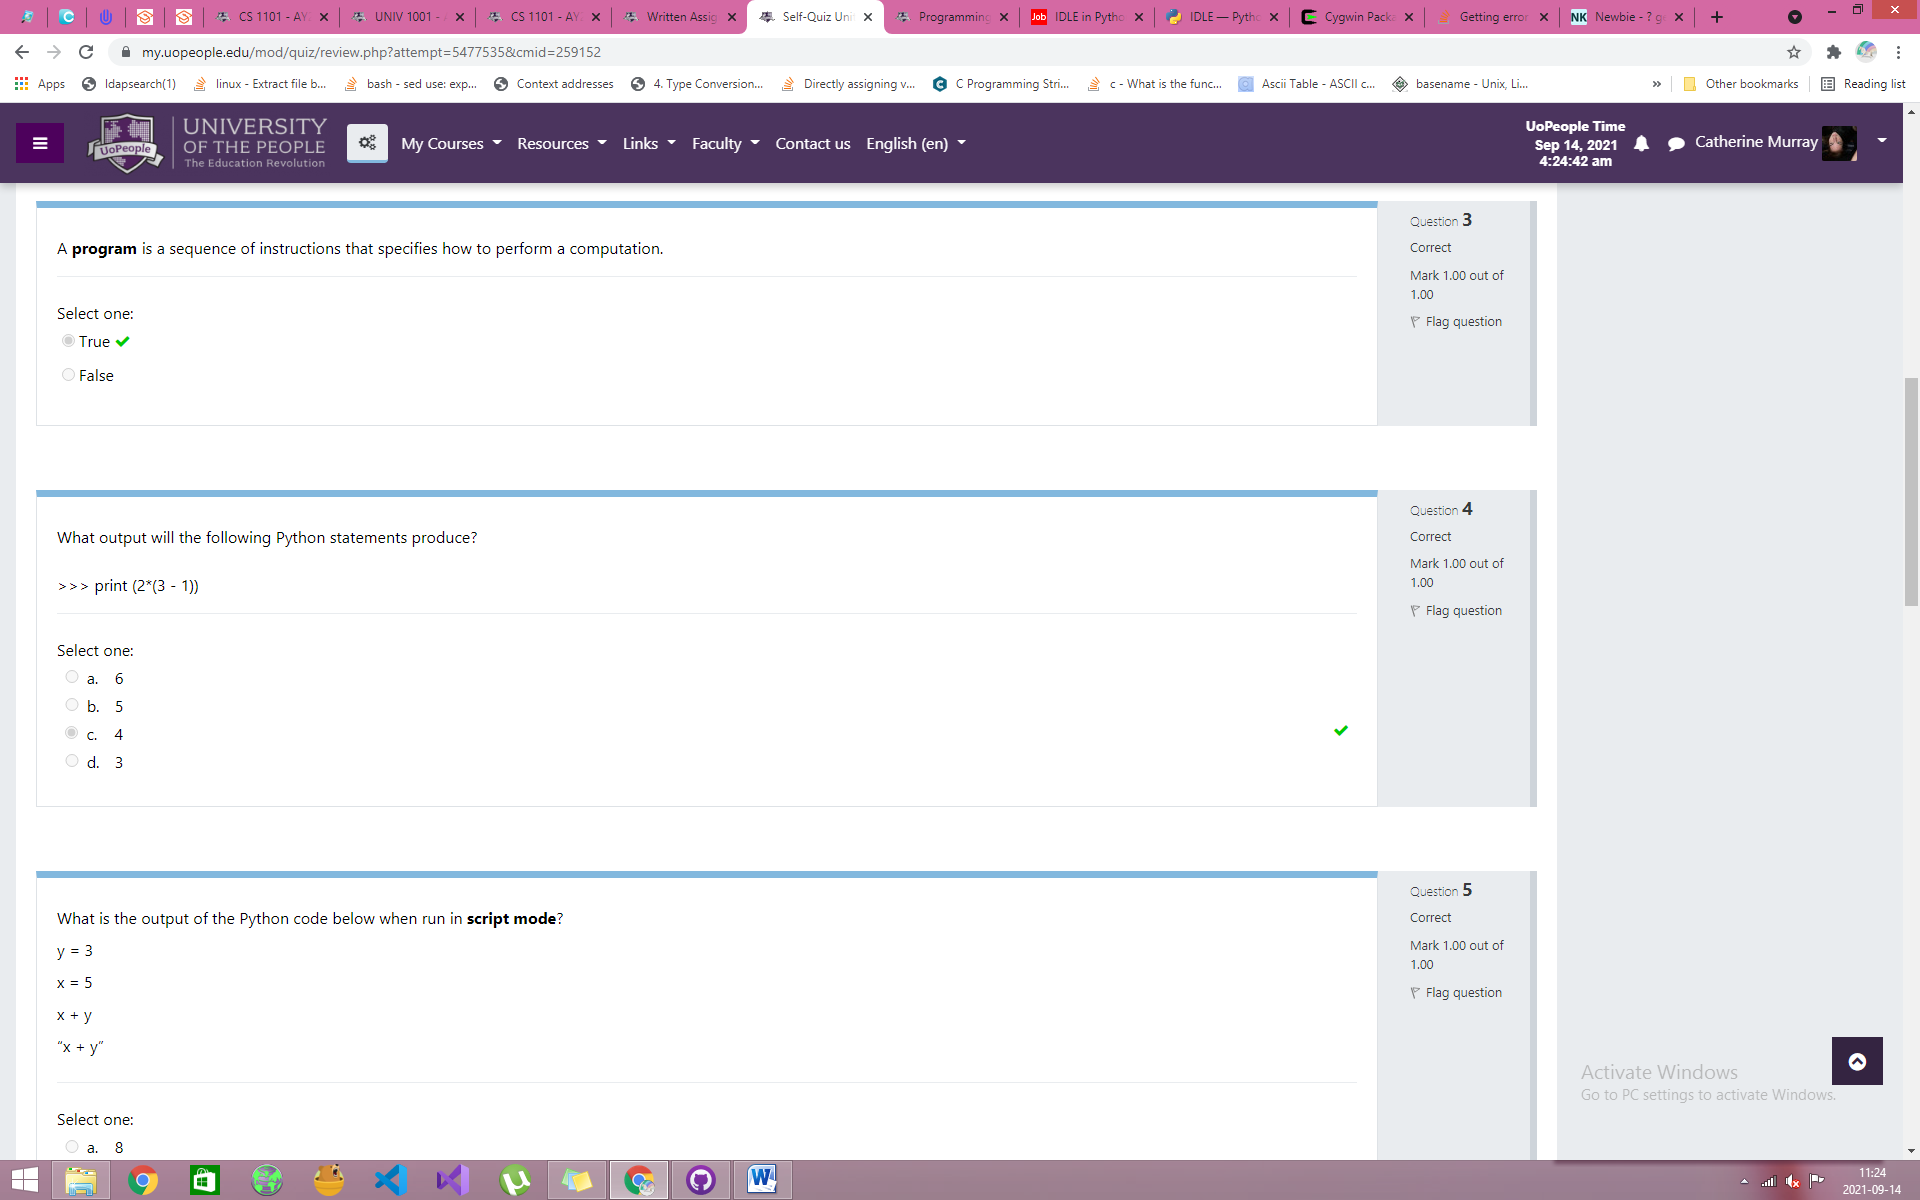 CS 1101 - AY
UNIV 1001 -
CS 1101 - AY
Written Assig
Self-Quiz Uni
Programming
Job IDLE in Pytho
IDLE — Pytho
Cygwin Pack
Getting error
NK Newbie - ? g
my.uopeople.edu/mod/quiz/review.php?attempt=5477535&cmid=259152
Apps
ldapsearch(1)
linux - Extract file b...
bash - sed use: exp...
Context addresses
4. Type Conversion...
Directly assigning v...
C Programming Stri...
c - What is the func...
Ascii Table - ASCII c...
basename - Unix, Li...
»
Other bookmarks
Reading list
UoPeople
UNIVERSITY
OF THE PEOPLE
The Education Revolution
My Courses
Resources
Links
Faculty
Contact us
English (en)
UoPeople Time
Sep 14, 2021
4:24:42 am
Catherine Murray
A program is a sequence of instructions that specifies how to perform a computation.
Select one:
True
False
Question 3
Correct
Mark 1.00 out of
1.00
Flag question
What output will the following Python statements produce?
>>> print (2*(3 - 1))
Select one:
a. 6
b. 5
c. 4
d. 3
Question 4
Correct
Mark 1.00 out of
1.00
Flag question
What is the output of the Python code below when run in script mode?
y = 3
x = 5
x + y
“x + y”
Select one:
a. 8
Question 5
Correct
Mark 1.00 out of
1.00
Flag question
Activate Windows
Go to PC settings to activate Windows.
11:24
2021-09-14